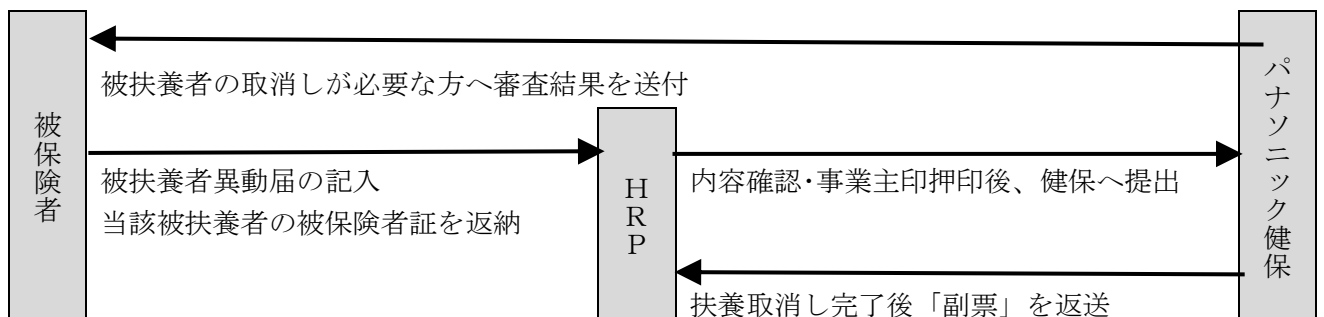 被扶養者の取消しが必要な方へ審査結果を送付
被保険者
被扶養者異動届の記入
当該被扶養者の被保険者証を返納
HRP
内容確認・事業主印押印後、健保へ提出
扶養取消し完了後「副票」を返送
パナソニック健保